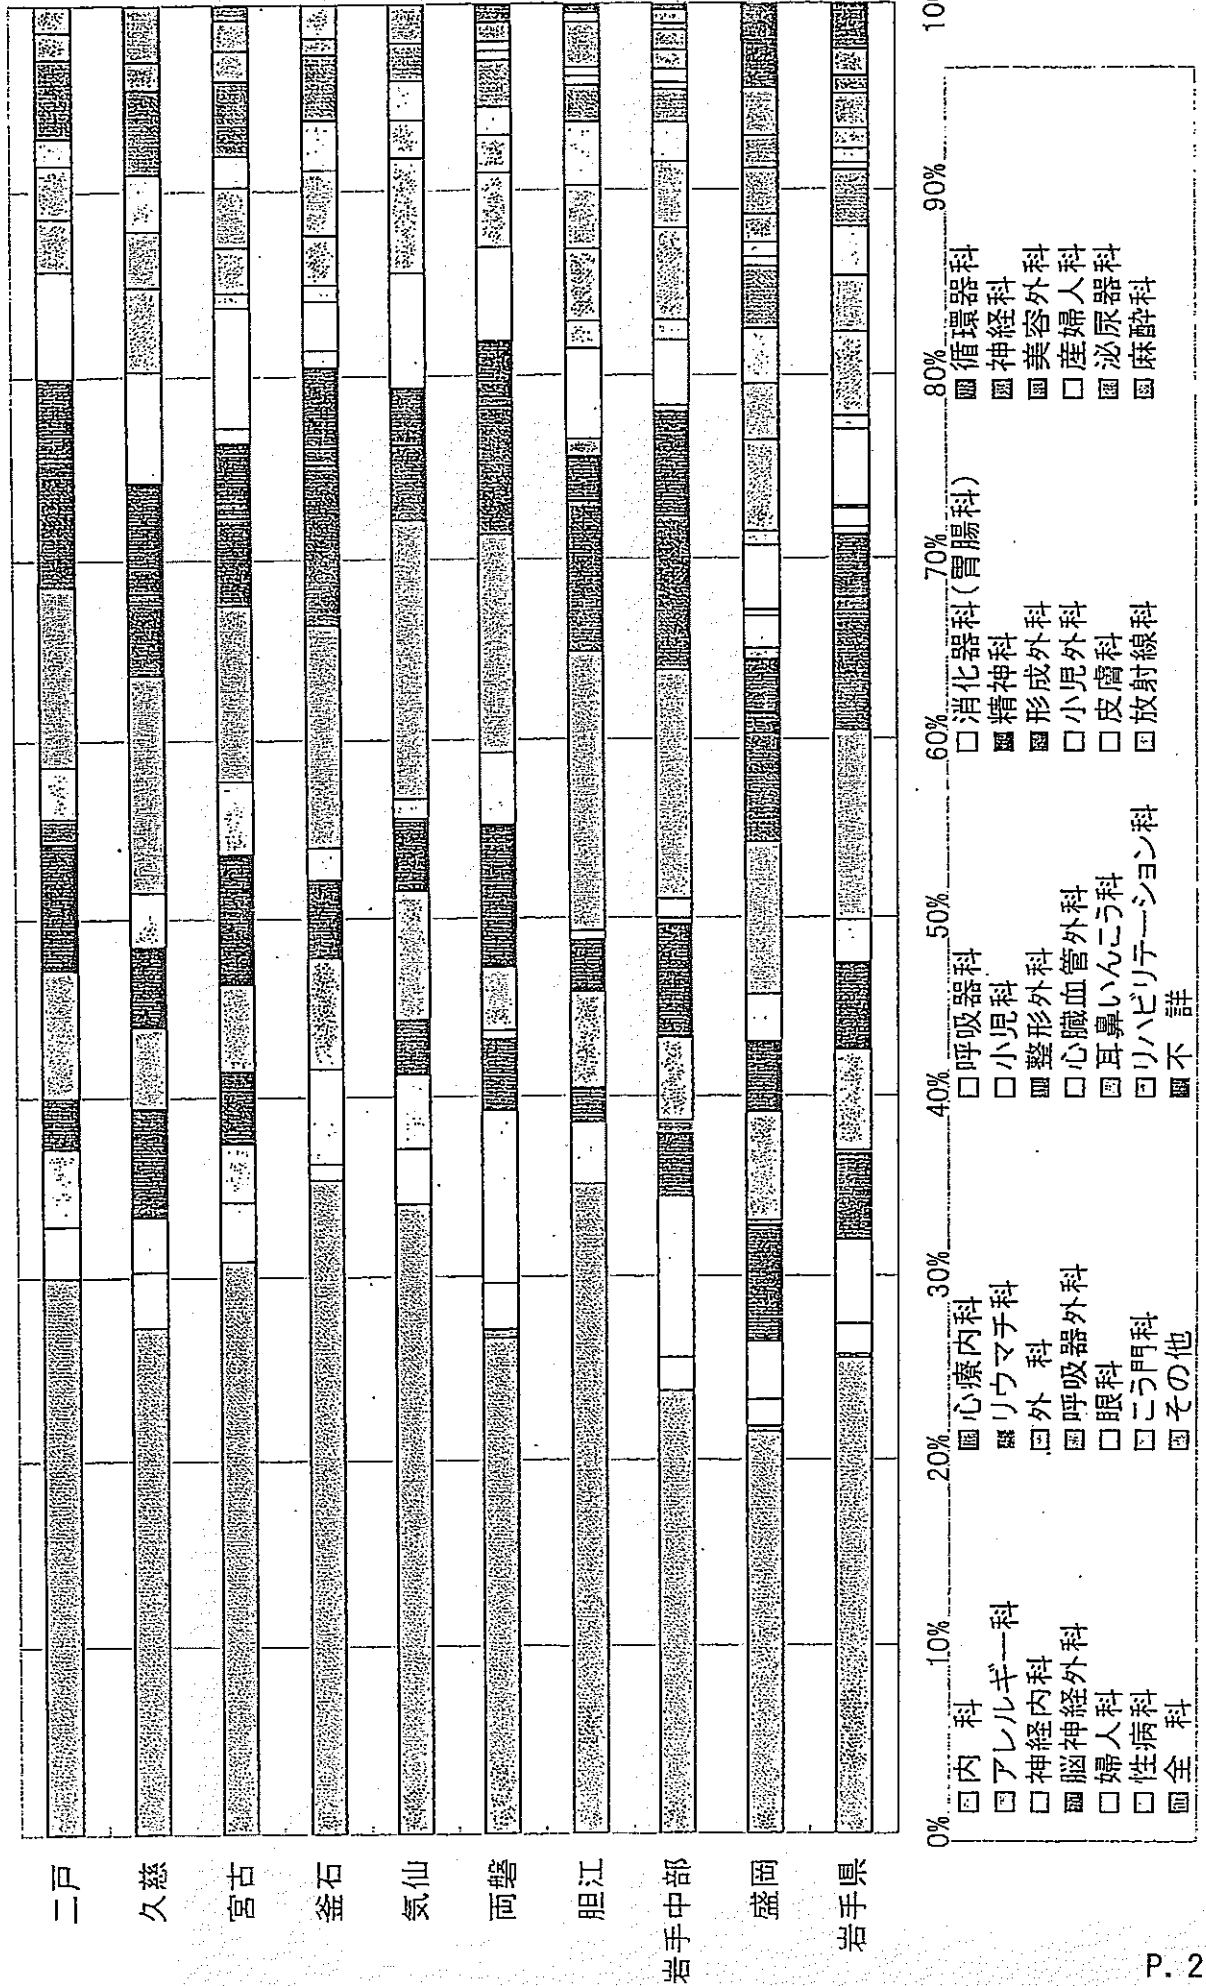 二戸
久慈
宮古
釜石
気仙
両磐
胆江
岩手中部
盛岡
岩手県
0% 10% 20% 30% 40% 50% 60% 70% 80% 90% 10
内 科 心療内科 呼吸器科 消化器科(胃腸科) 循環器科
アレルギー科 リウマチ科 小児科 精神科 神経科
神経内科 外 科 整形外科 形成外科 美容外科
脳神経外科 呼吸器外科 心臓血管外科 小児外科 産婦人科
婦人科 眼科 耳鼻いんこう科 皮膚科 泌尿器科
性病科 こう門科 リハビリテーション科 放射線科 麻酔科
全 科 その他 不 詳
P. 2